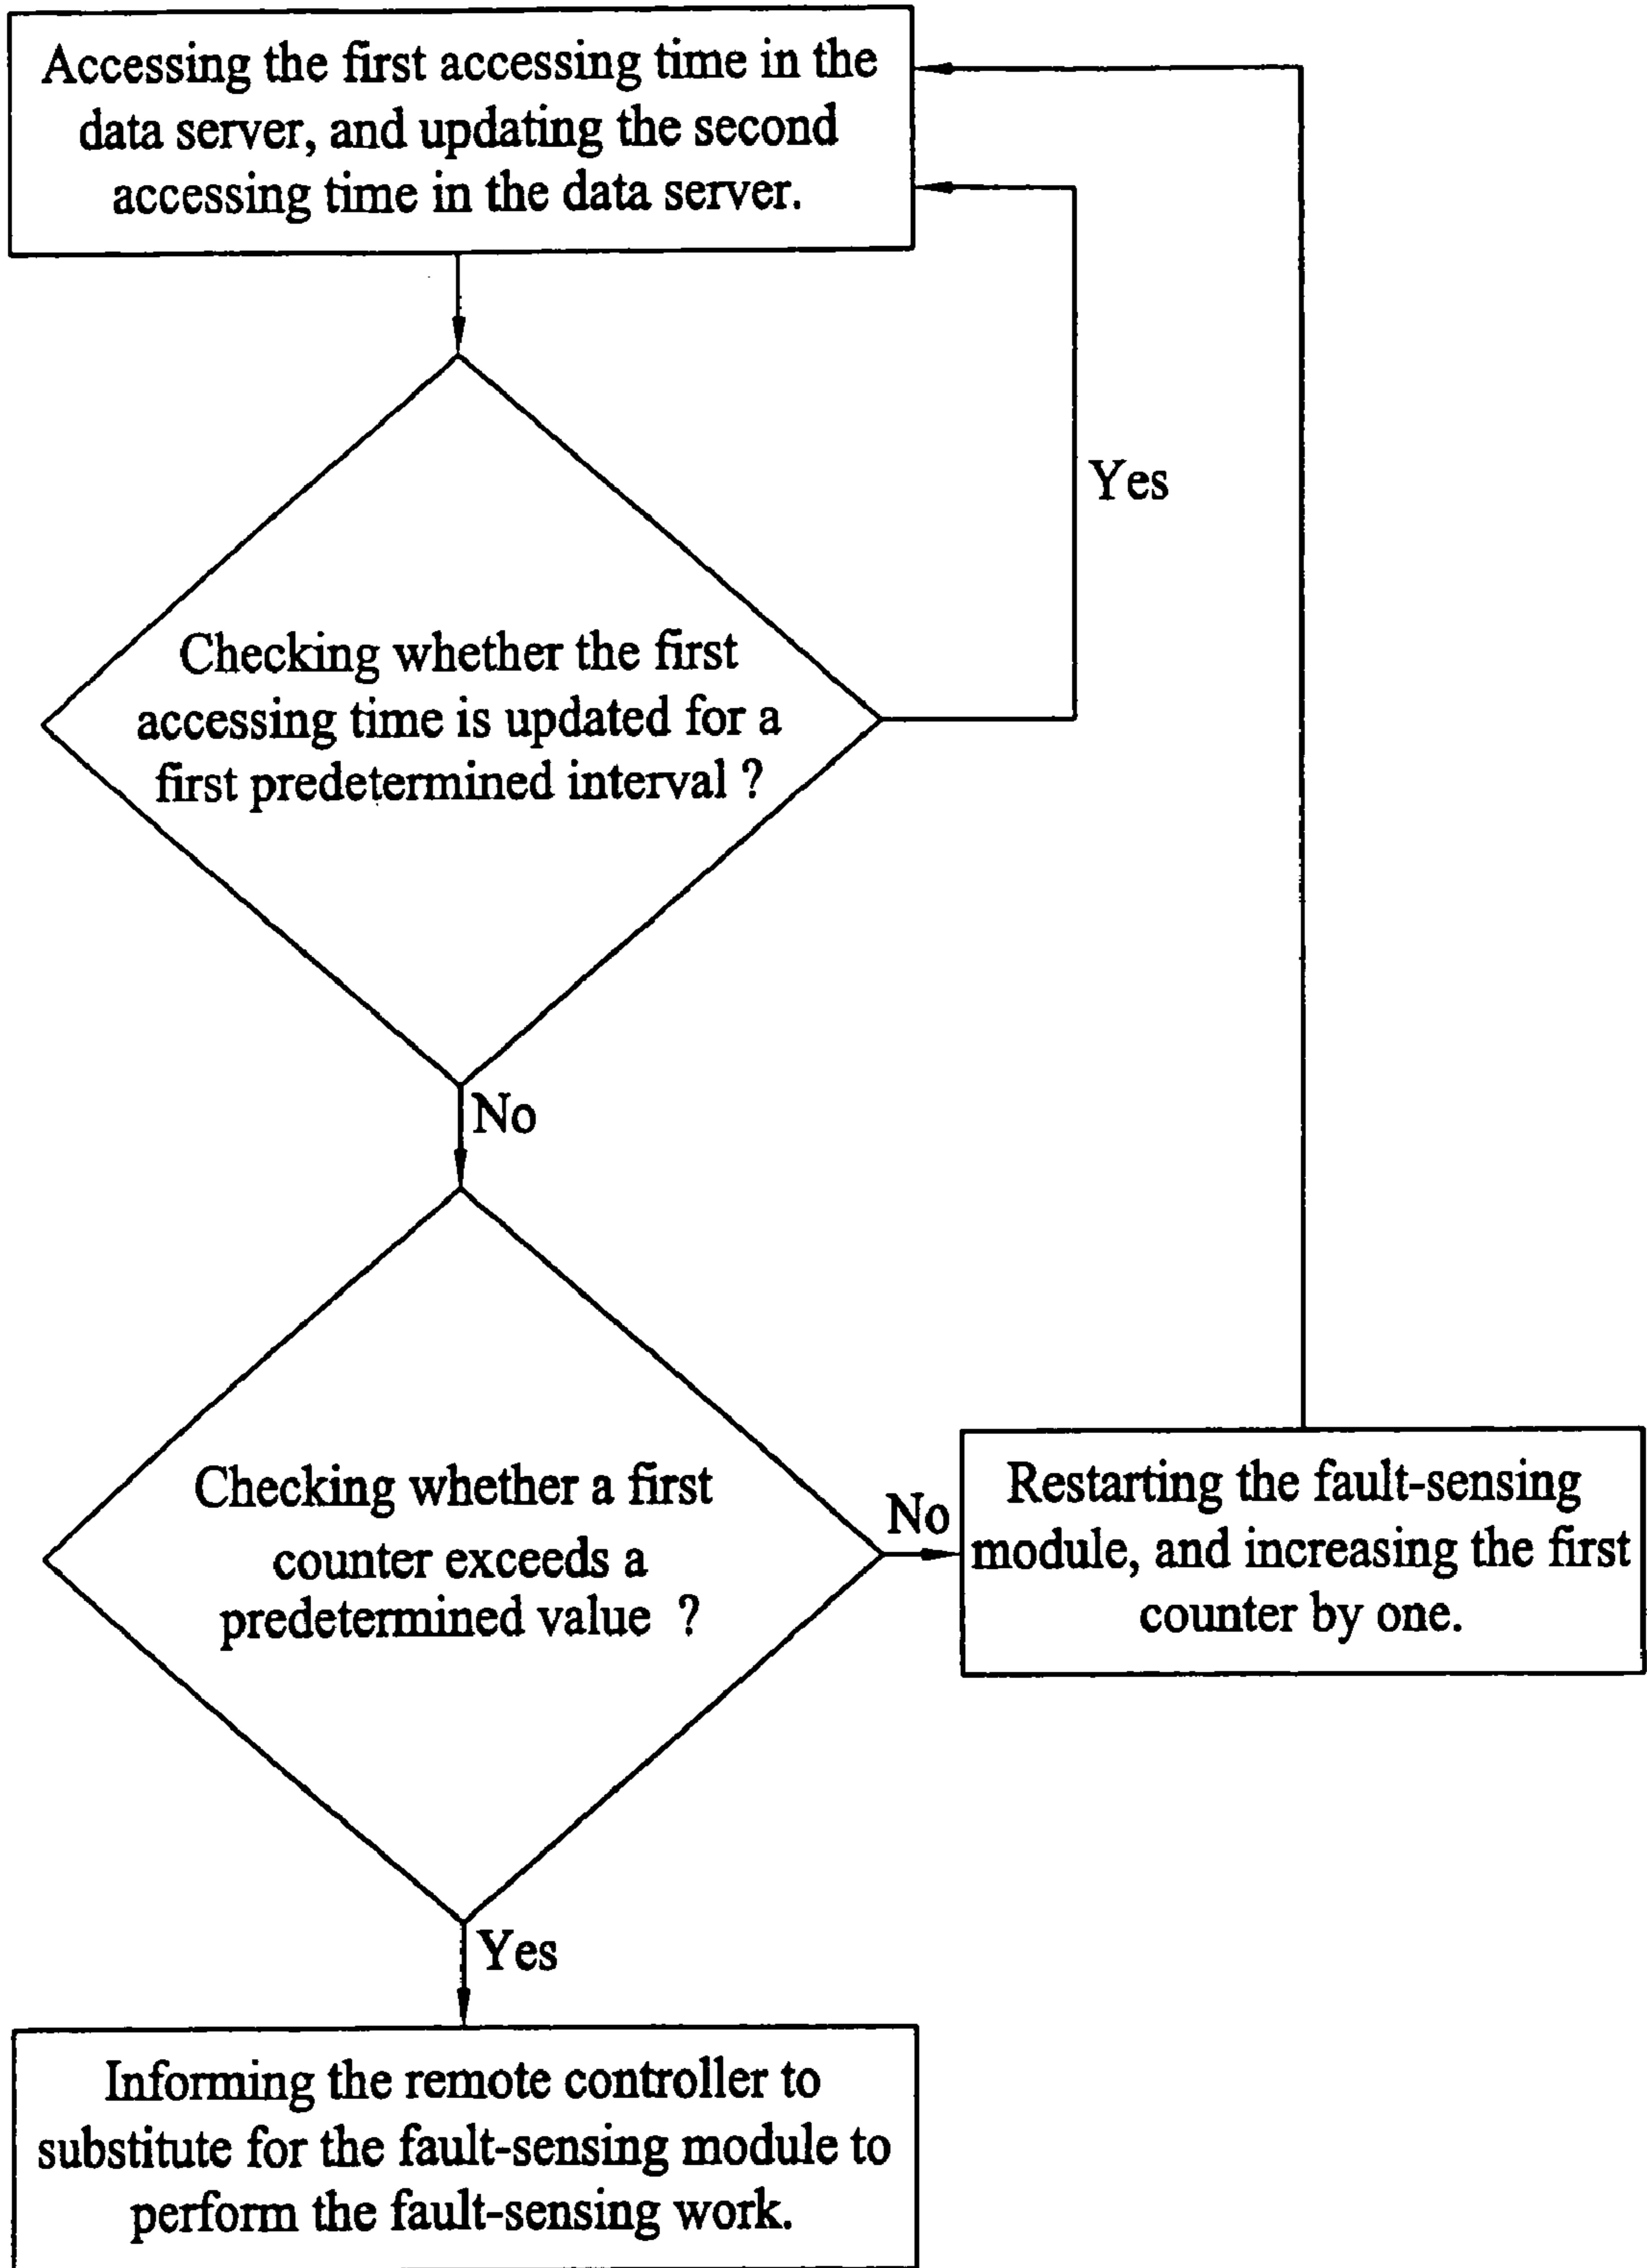 Accessing the first accessing time in the
data server, and updating the second
accessing time in the data server.
Yes
Checking whether the first
accessing time is updated for a
first predetermined interval ?
No
Checking whether a first
counter exceeds a
predetermined value ?
No
Restarting the fault-sensing
module, and increasing the first
counter by one.
Yes
Informing the remote controller to
substitute for the fault-sensing module to
perform the fault-sensing work.